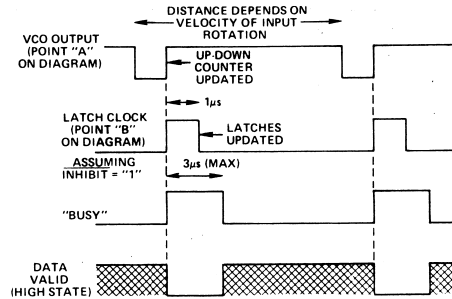 DISTANCE DEPENDS ON
VELOCITY OF INPUT
ROTATION
VCO OUTPUT
(POINT "A"
ON DIAGRAM)
UP-DOWN
COUNTER
UPDATED
1μs
LATCH CLOCK
(POINT "B"
ON DIAGRAM)
LATCHES
UPDATED
ASSUMING
INHIBIT = "1"
3μs (MAX)
"BUSY"
DATA
VALID
(HIGH STATE)